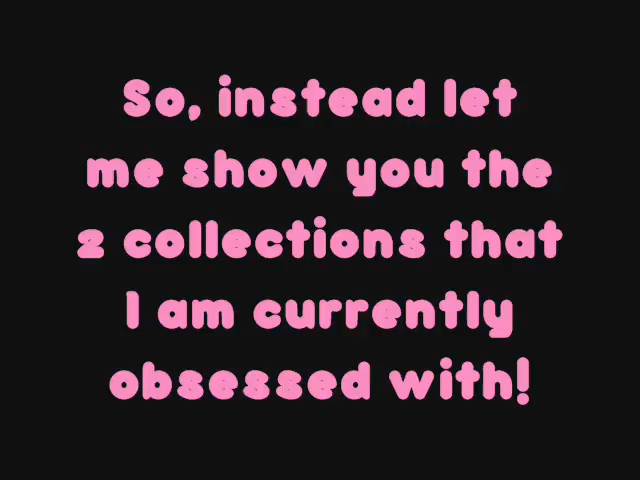 So, instead let
me show you the
2 collections that
I am currently
obsessed with!